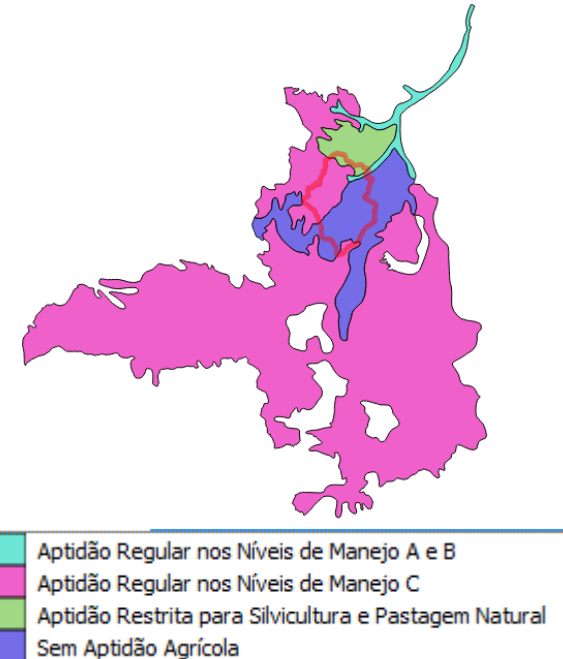 Aptidão Regular nos Níveis de Manejo A e B
Aptidão Regular nos Níveis de Manejo C
Aptidão Restrita para Silvicultura e Pastagem Natural
Sem Aptidão Agrícola